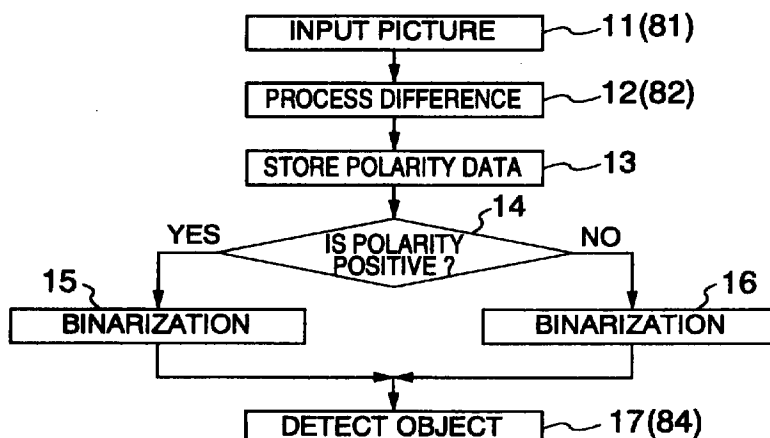 INPUT PICTURE 11(81)
PROCESS DIFFERENCE 12(82)
STORE POLARITY DATA 13
14
YES IS POLARITY NO
POSITIVE ?
15 16
BINARIZATION BINARIZATION
DETECT OBJECT 17(84)